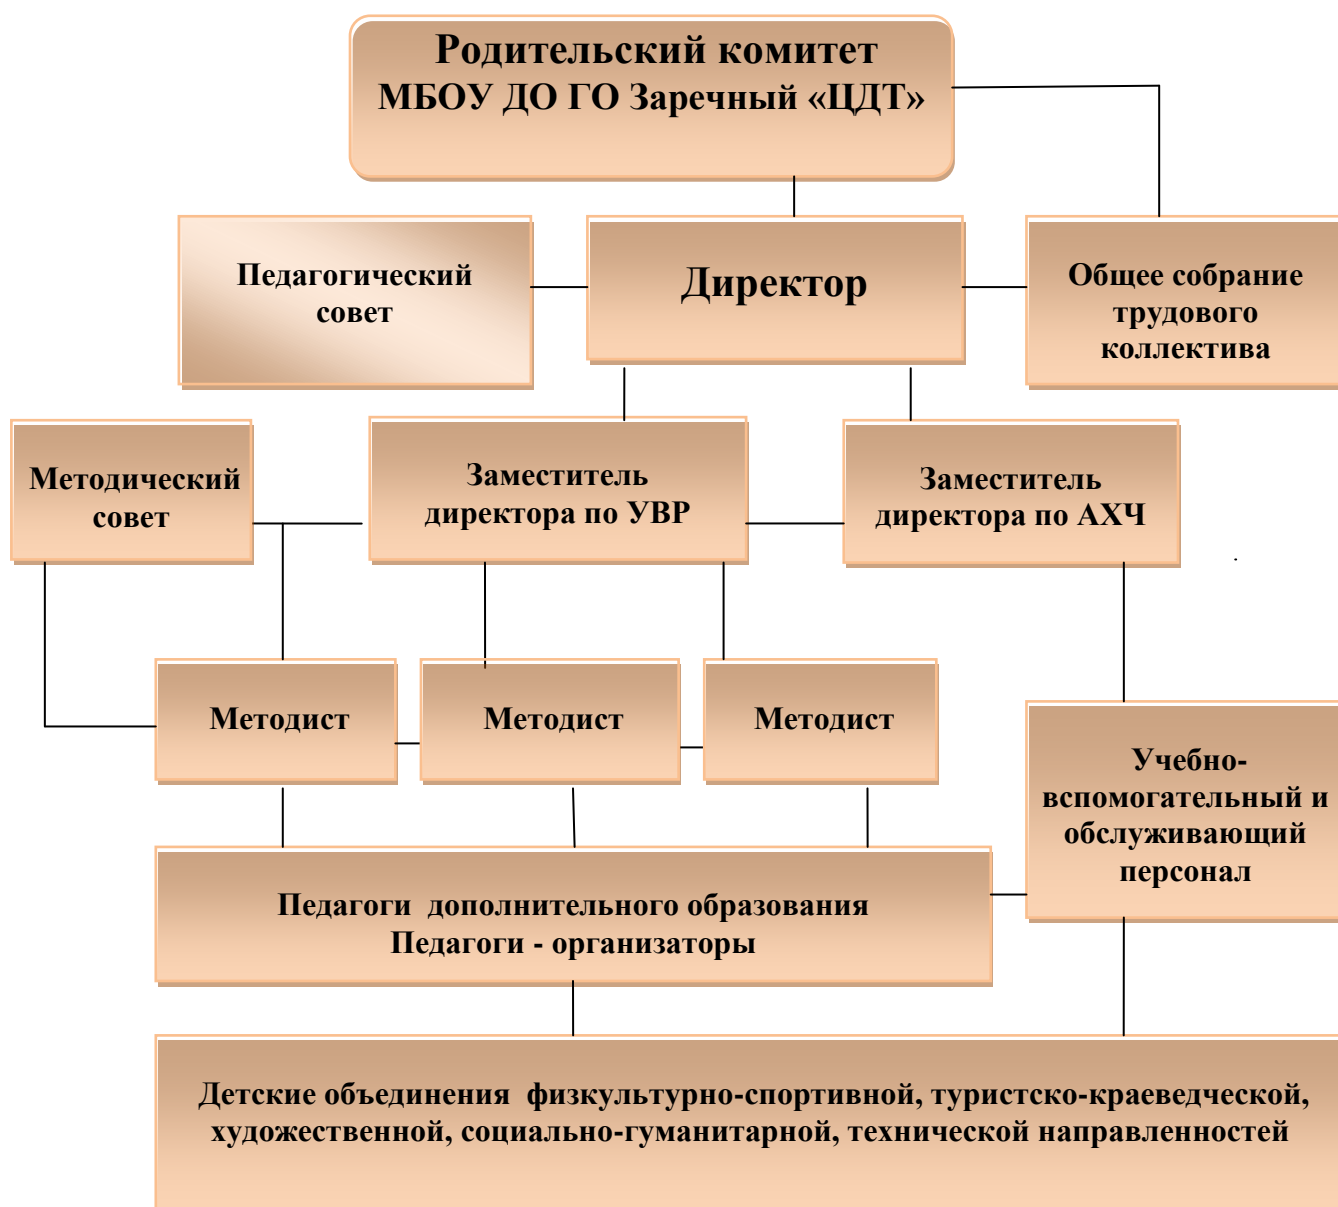 Родительский комитет
МБОУ ДО ГО Заречный «ЦДТ»
Педагогический
совет
Директор
Общее собрание
трудового
коллектива
Методический
совет
Заместитель
директора по УВР
Заместитель
директора по АХЧ
.
Методист
Методист
Методист
Учебно-
вспомогательный и
обслуживающий
персонал
Педагоги дополнительного образования
Педагоги - организаторы
Детские объединения физкультурно-спортивной, туристско-краеведческой,
художественной, социально-гуманитарной, технической направленностей